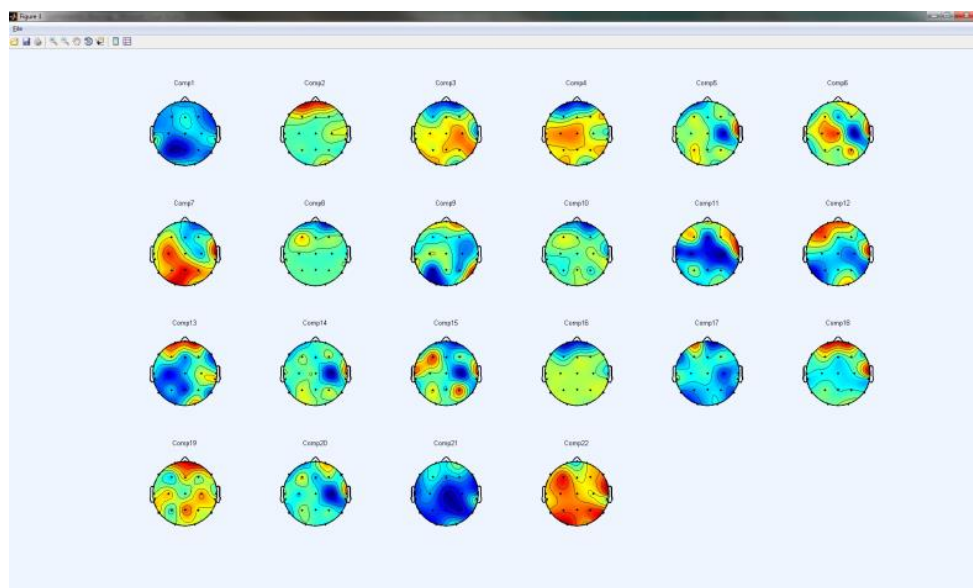 Figure 4
File
Comp1 Comp2 Comp3 Comp4 Comp5 Comp6
Comp7 Comp8 Comp9 Comp10 Comp11 Comp12
Comp13 Comp14 Comp15 Comp16 Comp17 Comp18
Comp19 Comp20 Comp21 Comp22